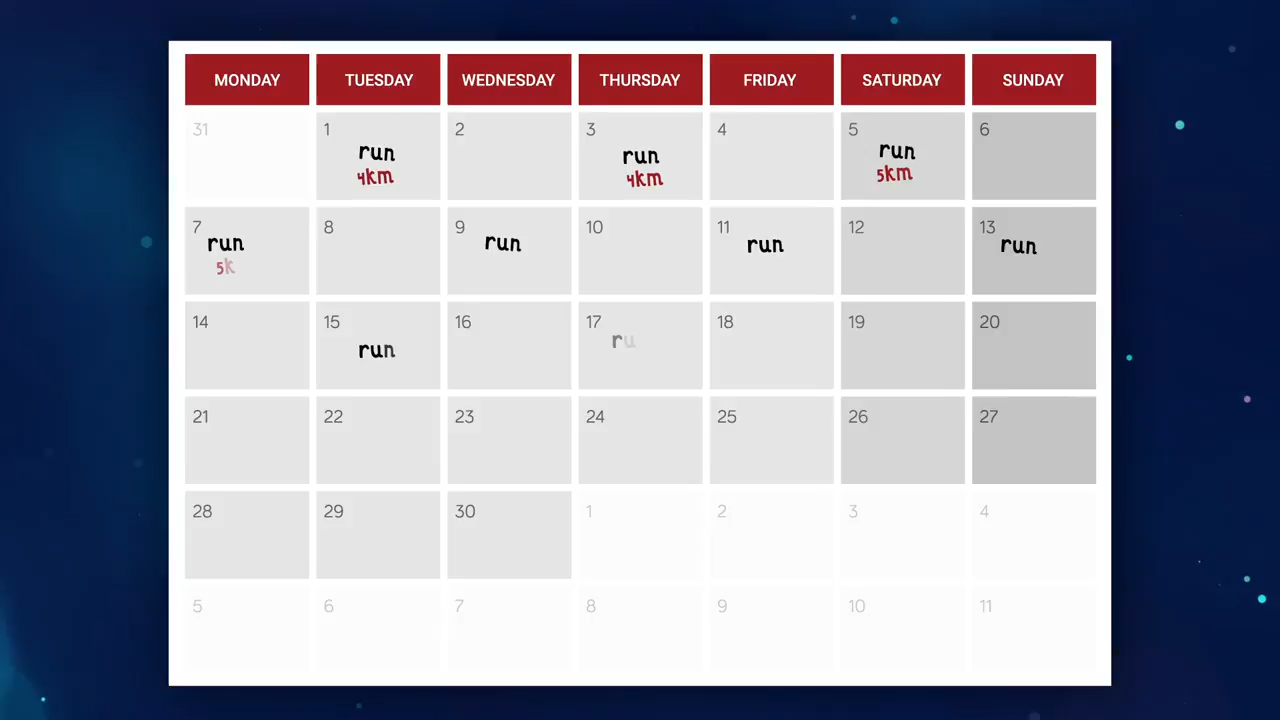 MONDAY TUESDAY WEDNESDAY THURSDAY FRIDAY SATURDAY SUNDAY
31 1 2 3 4 5 6
run run run
4km 4km 5km
7 8 9 10 11 12 13
run run run run
5k
14 15 16 17 18 19 20
run ru
21 22 23 24 25 26 27
28 29 30 1 2 3 4
5 6 7 8 9 10 11